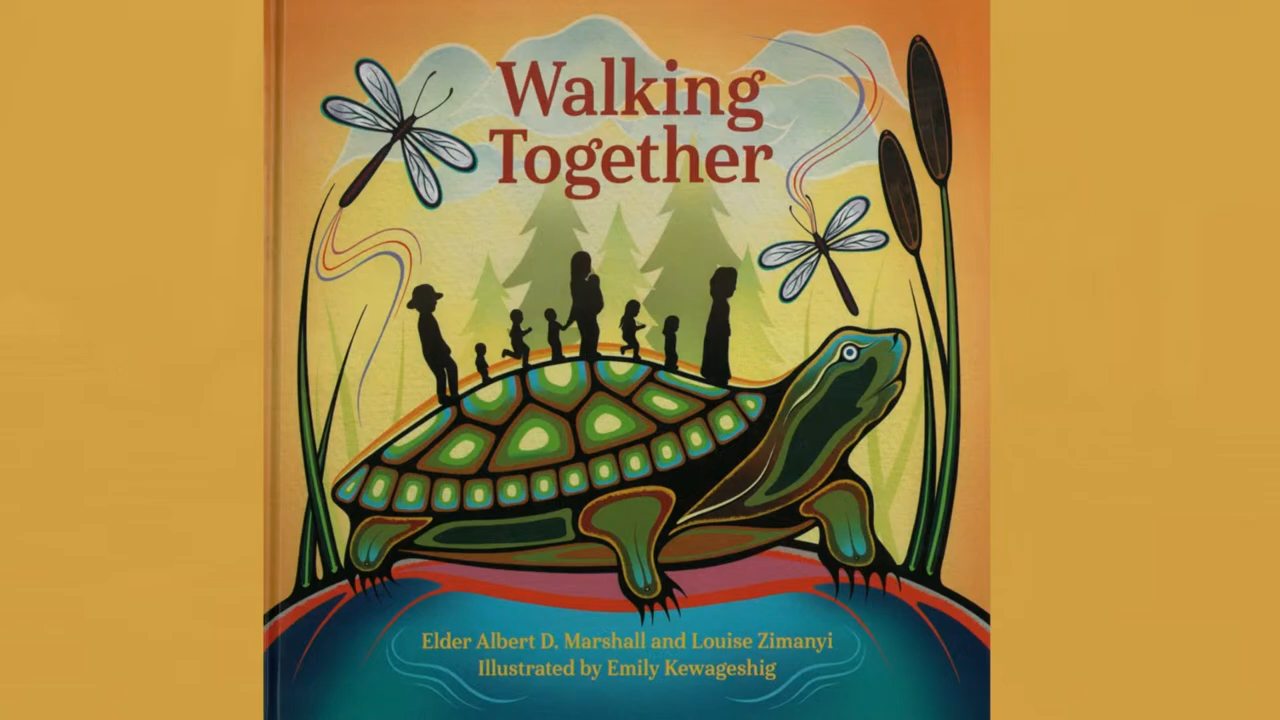 Walking
Together
Elder Albert D. Marshall and Louise Zimanyi
Illustrated by Emily Kewageshig